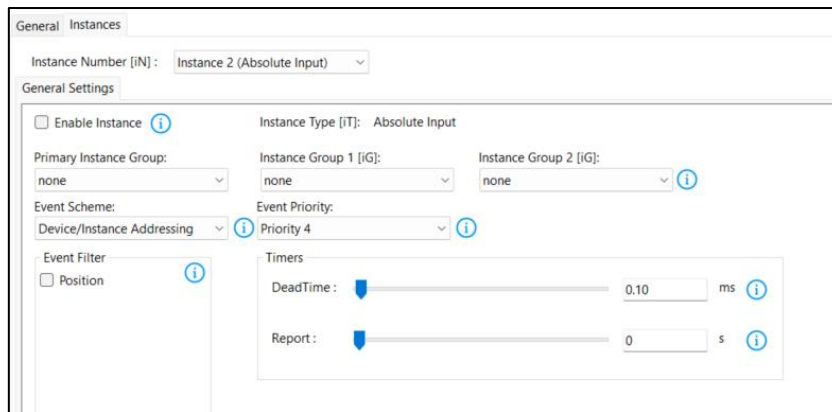 General Instances
Instance Number [iN] : Instance 2 (Absolute Input)
General Settings
Enable Instance i Instance Type [iT]: Absolute Input
Primary Instance Group: Instance Group 1 [iG]: Instance Group 2 [iG]:
none none none i
Event Scheme: Event Priority:
Device/Instance Addressing i Priority 4 i
Event Filter Timers
Position i DeadTime : 0.10 ms i
Report : 0 s i